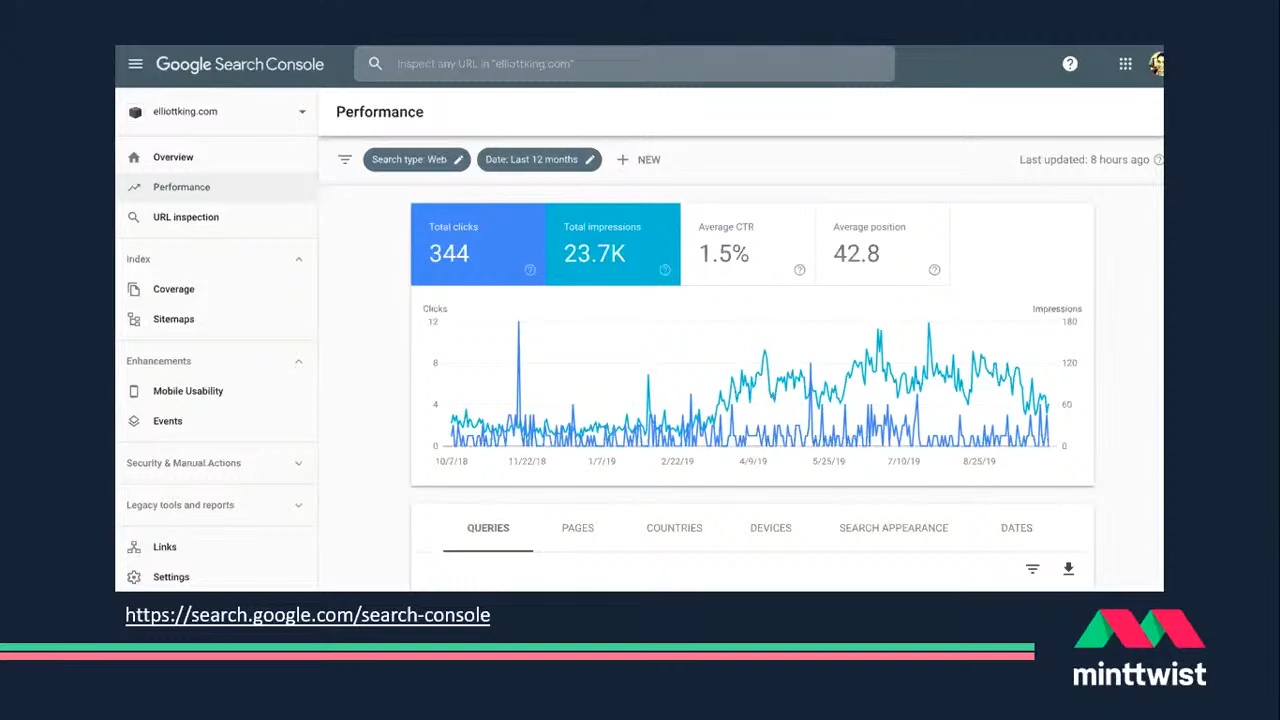 Google Search Console
Inspect any URL in "elliottking.com"
elliottking.com
Performance
Overview
Performance
URL inspection
Index
Coverage
Sitemaps
Enhancements
Mobile Usability
Events
Security & Manual Actions
Legacy tools and reports
Links
Settings
Search type: Web
Date: Last 12 months
NEW
Last updated: 8 hours ago
Total clicks
344
Total impressions
23.7K
Average CTR
1.5%
Average position
42.8
Clicks
Impressions
12
8
4
0
180
120
60
0
10/7/18 11/22/18 1/7/19 2/22/19 4/9/19 5/25/19 7/10/19 8/25/19
QUERIES PAGES COUNTRIES DEVICES SEARCH APPEARANCE DATES
https://search.google.com/search-console
minttwist